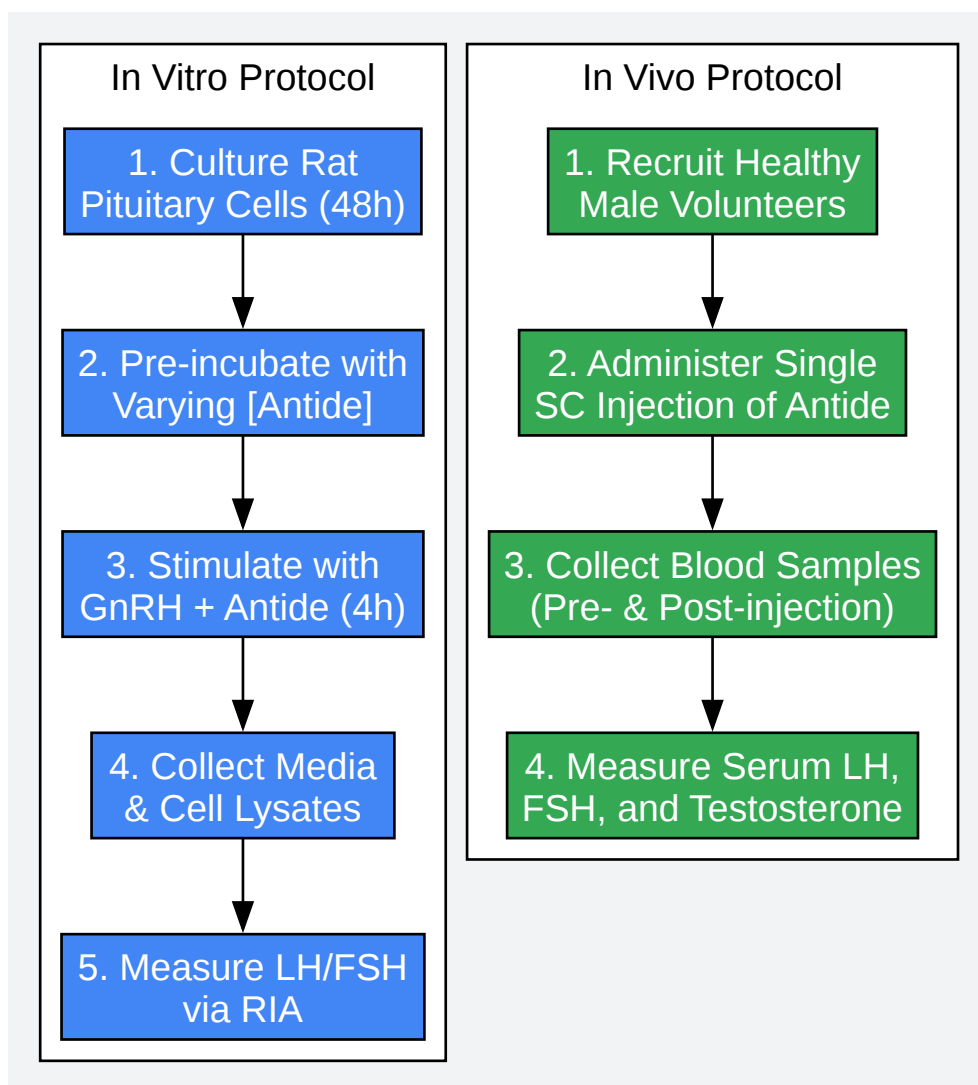 In Vitro Protocol
1. Culture Rat
Pituitary Cells (48h)
2. Pre-incubate with
Varying [Antide]
3. Stimulate with
GnRH + Antide (4h)
4. Collect Media
& Cell Lysates
5. Measure LH/FSH
via RIA
In Vivo Protocol
1. Recruit Healthy
Male Volunteers
2. Administer Single
SC Injection of Antide
3. Collect Blood Samples
(Pre- & Post-injection)
4. Measure Serum LH,
FSH, and Testosterone